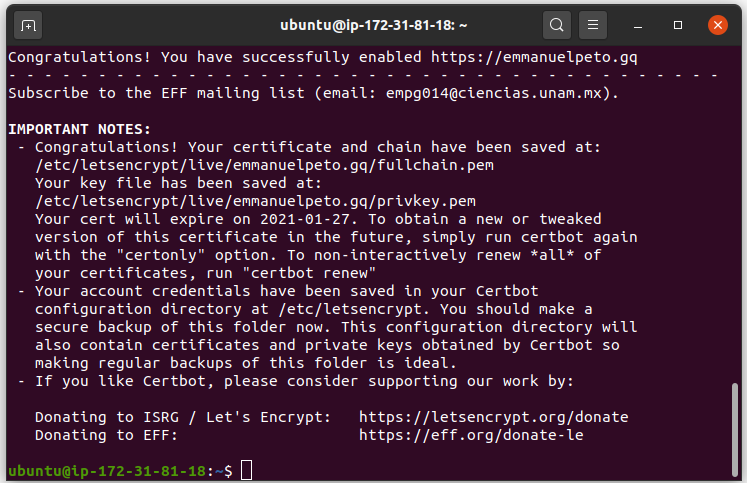 ubuntu@ip-172-31-81-18: ~
Congratulations! You have successfully enabled https://emmanuelpeto.gq
- - - - - - - - - - - - - - - - - - - - - - - - - - - - - - - - - - - - - - - -
Subscribe to the EFF mailing list (email: empg014@ciencias.unam.mx).
IMPORTANT NOTES:
- Congratulations! Your certificate and chain have been saved at:
/etc/letsencrypt/live/emmanuelpeto.gq/fullchain.pem
Your key file has been saved at:
/etc/letsencrypt/live/emmanuelpeto.gq/privkey.pem
Your cert will expire on 2021-01-27. To obtain a new or tweaked
version of this certificate in the future, simply run certbot again
with the "certonly" option. To non-interactively renew *all* of
your certificates, run "certbot renew"
- Your account credentials have been saved in your Certbot
configuration directory at /etc/letsencrypt. You should make a
secure backup of this folder now. This configuration directory will
also contain certificates and private keys obtained by Certbot so
making regular backups of this folder is ideal.
- If you like Certbot, please consider supporting our work by:
Donating to ISRG / Let's Encrypt: https://letsencrypt.org/donate
Donating to EFF: https://eff.org/donate-le
ubuntu@ip-172-31-81-18:~$